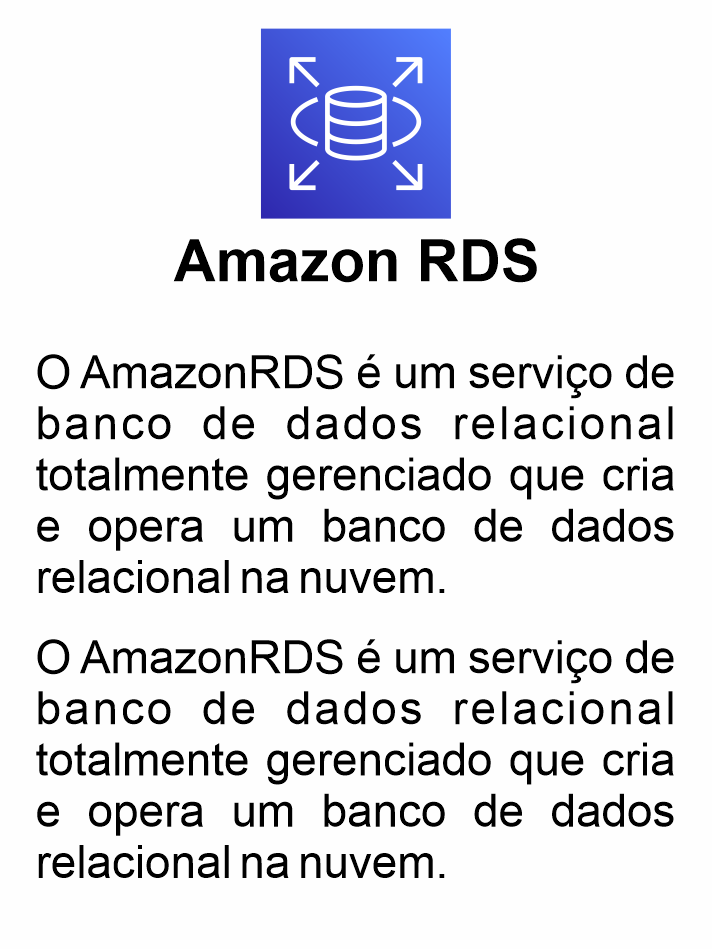 Amazon RDS
O AmazonRDS é um serviço de
banco de dados relacional
totalmente gerenciado que cria
e opera um banco de dados
relacional na nuvem.
O AmazonRDS é um serviço de
banco de dados relacional
totalmente gerenciado que cria
e opera um banco de dados
relacional na nuvem.